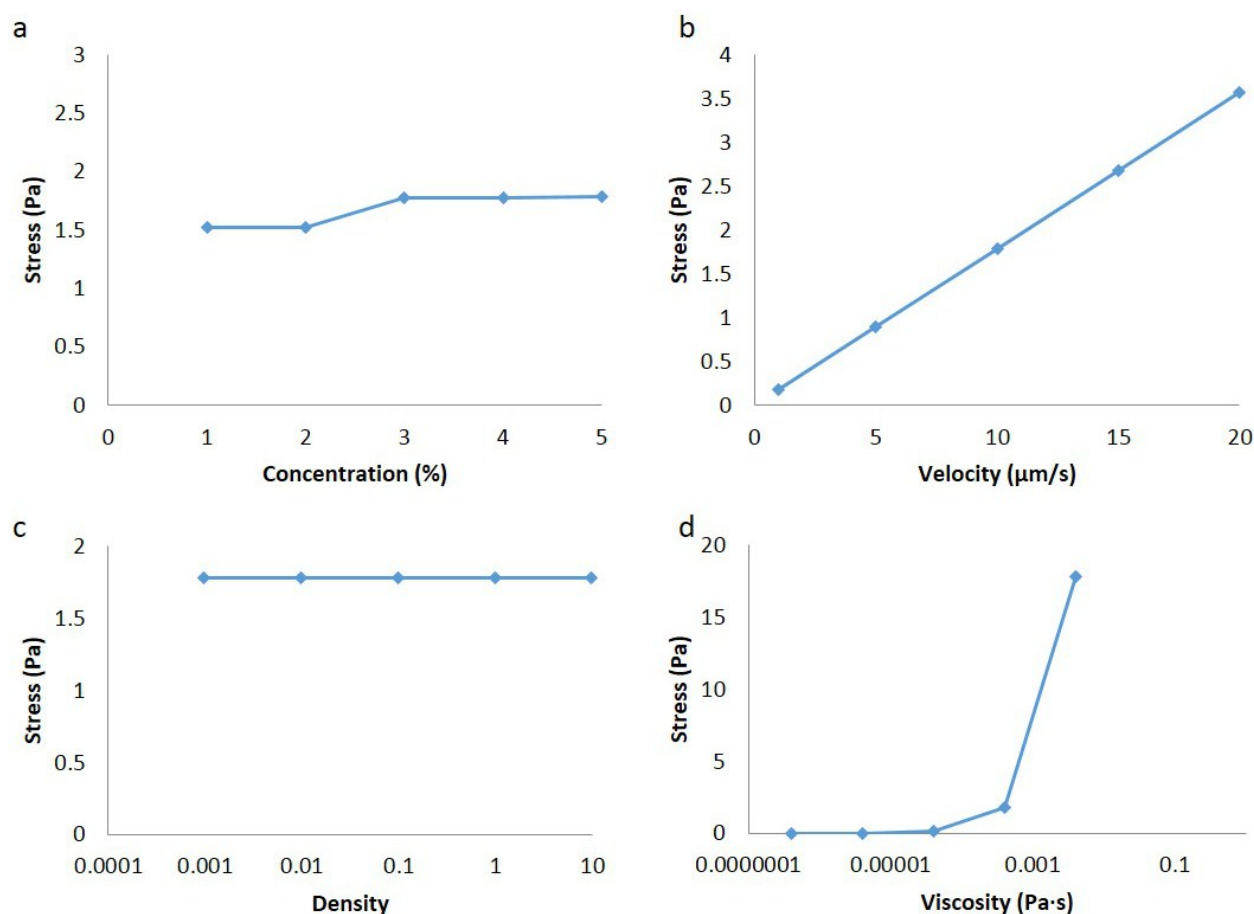 a
3
2.5
2
1.5
1
0.5
0
Stress (Pa)
0 1 2 3 4 5
Concentration (%)
b
4
3.5
3
2.5
2
1.5
1
0.5
0
Stress (Pa)
0 5 10 15 20
Velocity (µm/s)
c
2
1.5
1
0.5
0
Stress (Pa)
0.0001 0.001 0.01 0.1 1 10
Density
d
20
15
10
5
0
Stress (Pa)
0.0000001 0.00001 0.001 0.1
Viscosity (Pa·s)